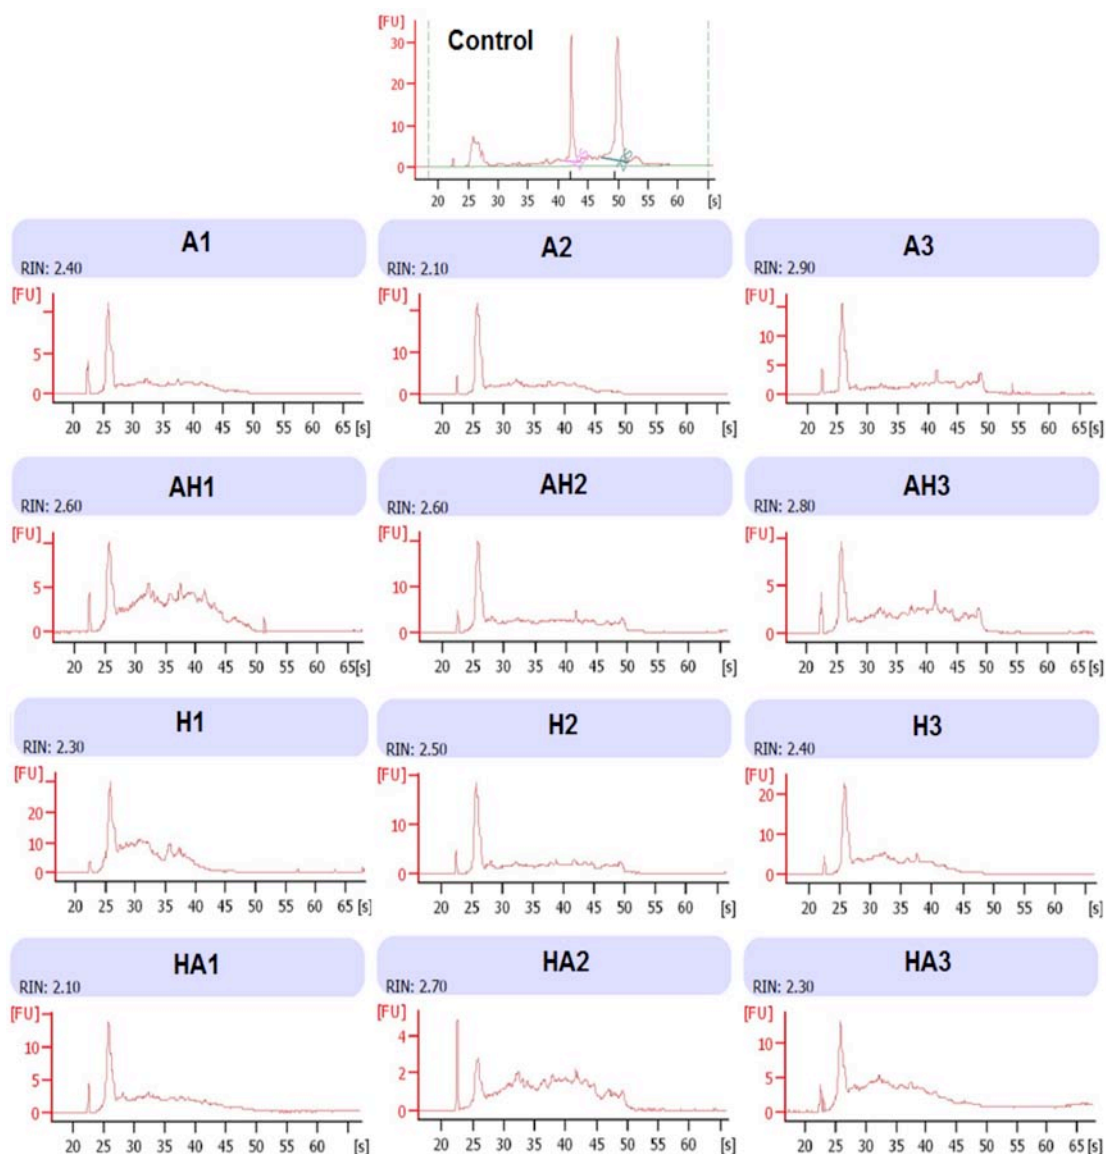 [FU]
Control
30
20
10
0
20 25 30 35 40 45 50 55 60 [s]
A1 A2 A3
RIN: 2.40 RIN: 2.10 RIN: 2.90
[FU] [FU] [FU]
5 10 10
5
0 0 0
20 25 30 35 40 45 50 55 60 65 [s] 20 25 30 35 40 45 50 55 60 [s] 20 25 30 35 40 45 50 55 60 [s]
AH1 AH2 AH3
RIN: 2.60 RIN: 2.60 RIN: 2.80
[FU] [FU] [FU]
5 10 5
0 0 0
20 25 30 35 40 45 50 55 60 65[s] 20 25 30 35 40 45 50 55 60 [s] 20 25 30 35 40 45 50 55 60 [s]
H1 H2 H3
RIN: 2.30 RIN: 2.50 RIN: 2.40
[FU] [FU] [FU]
20 10 20
10 10
0 0 0
20 25 30 35 40 45 50 55 60 65[s] 20 25 30 35 40 45 50 55 60 [s] 20 25 30 35 40 45 50 55 60 [s]
HA1 HA2 HA3
RIN: 2.10 RIN: 2.70 RIN: 2.30
[FU] [FU] [FU]
10 4 10
5 2 5
0 0 0
20 25 30 35 40 45 50 55 60 [s] 20 25 30 35 40 45 50 55 60 [s] 20 25 30 35 40 45 50 55 60 [s]